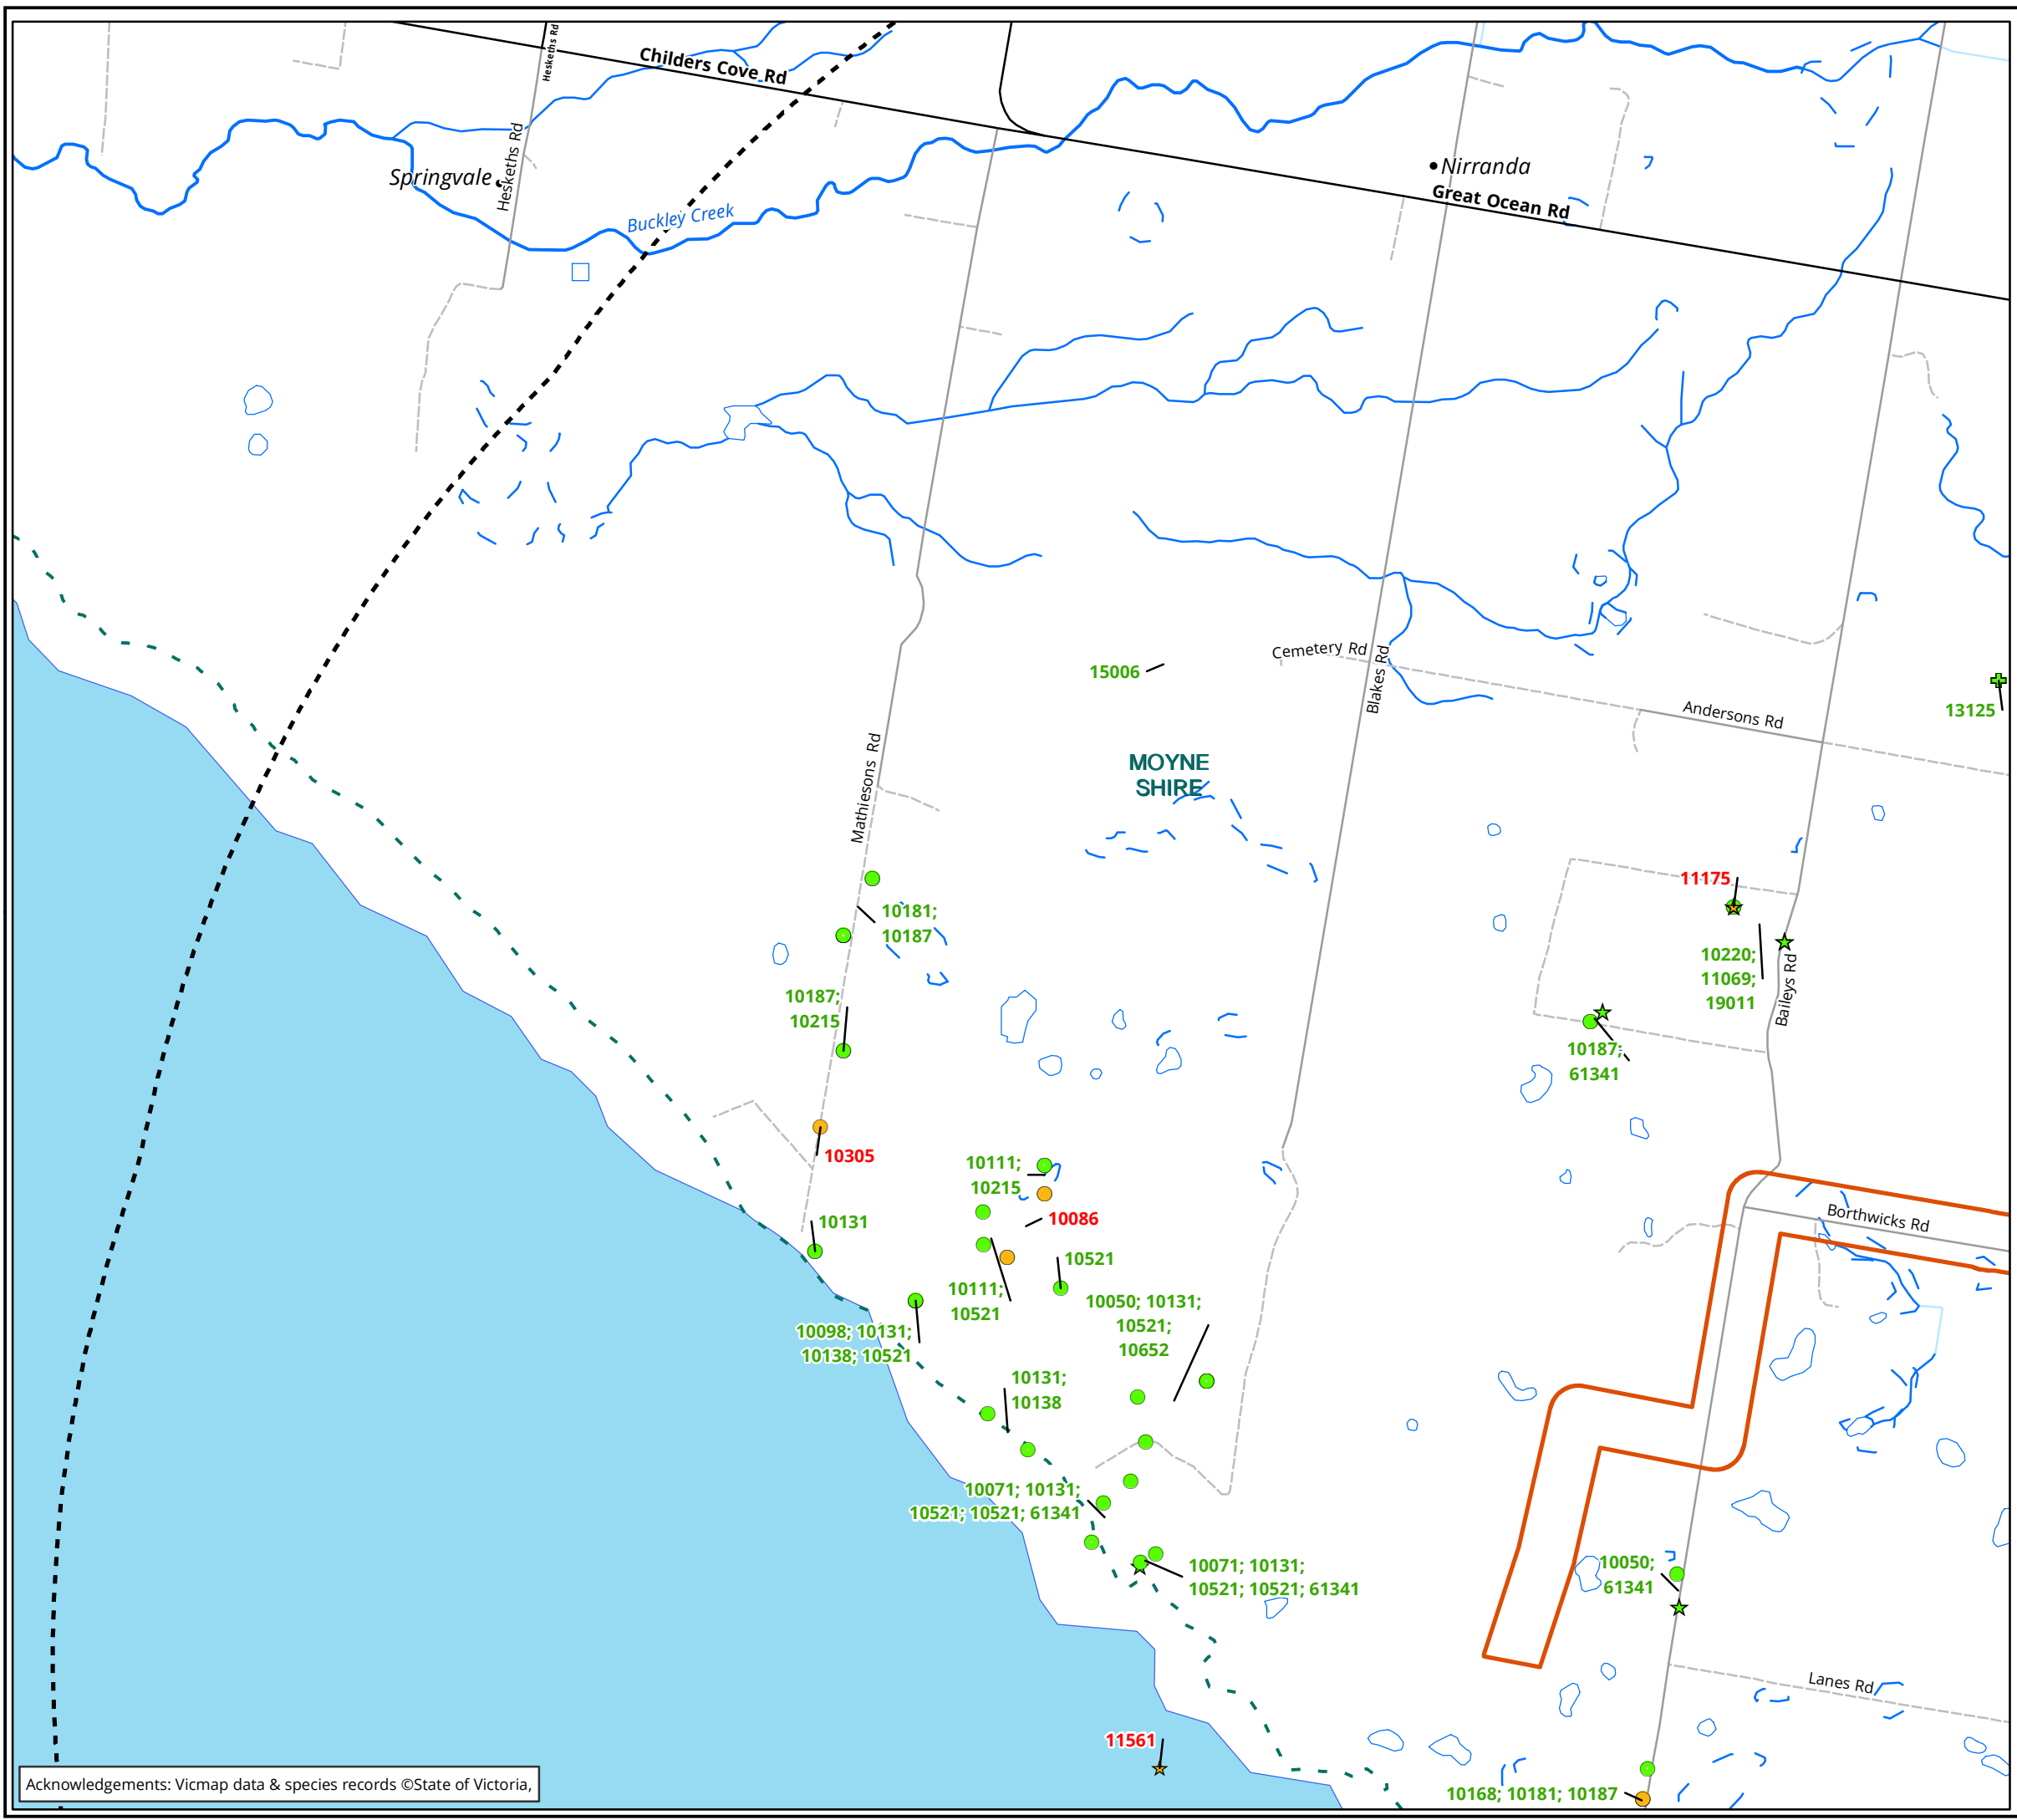 Heskeths Rd
Childers Cove Rd
Heskeths Rd
Springvale
Nirranda
Great Ocean Rd
Buckley Creek
Cemetery Rd
15006
Blakes Rd
13125
Andersons Rd
MOYNE
SHIRE
Mathiesons Rd
11175
10181;
10187
10220;
11069;
19011
Baileys Rd
10187;
10215
10187;
61341
10305
10111;
10215
10131
10086
Borthwicks Rd
10521
10111;
10521
10050; 10131;
10521;
10652
10098; 10131;
10138; 10521
10131;
10138
10071; 10131;
10521; 10521; 61341
10071; 10131;
10521; 10521; 61341
10050;
61341
Lanes Rd
11561
10168; 10181; 10187
Acknowledgements: Vicmap data & species records ©State of Victoria,